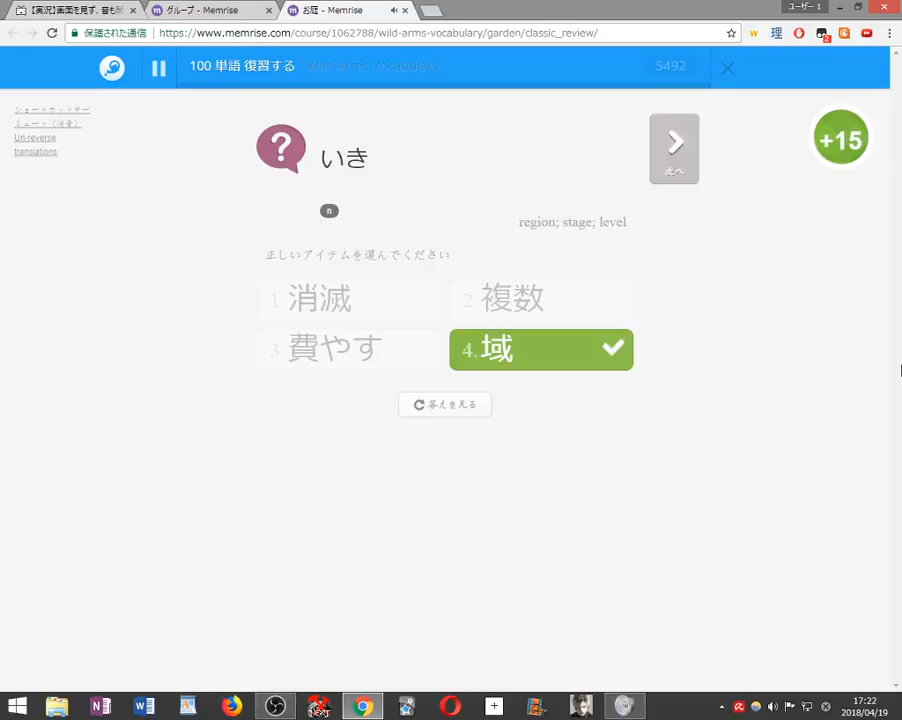 【実況】画面を見ず、音も
グループ - Memrise
お庭 - Memrise
ユーザー 1
保護された通信
https://www.memrise.com/course/1062788/wild-arms-vocabulary/garden/classic_review/
100 単語 復習する
Wild Arms Vocabulary
5492
ショートカットキー
ミュート (消音)
Un-reverse
translations
?
いき
次へ
+15
n
region; stage; level
正しいアイテムを選んでください
1. 消滅
2. 複数
3. 費やす
4. 域
答えを見る
17:22
2018/04/19